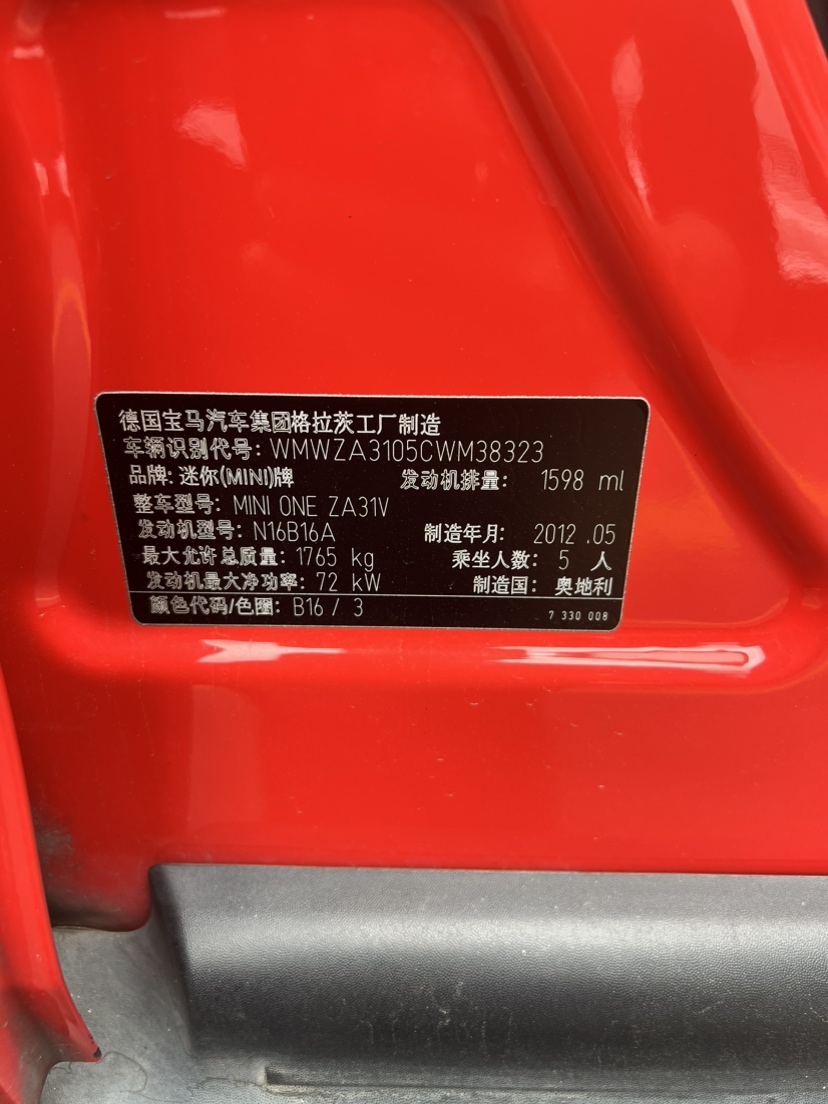 德国宝马汽车集团格拉茨工厂制造
车辆识别代号: WMWZA3105CWM38323
品牌: 迷你(MINI)牌 发动机排量: 1598 ml
整车型号: MINI ONE ZA31V
发动机型号: N16B16A 制造年月: 2012.05
最大允许总质量: 1765 kg 乘坐人数: 5 人
发动机最大净功率: 72 kW 制造国: 奥地利
颜色代码/色圈: B16 / 3 7 330 008